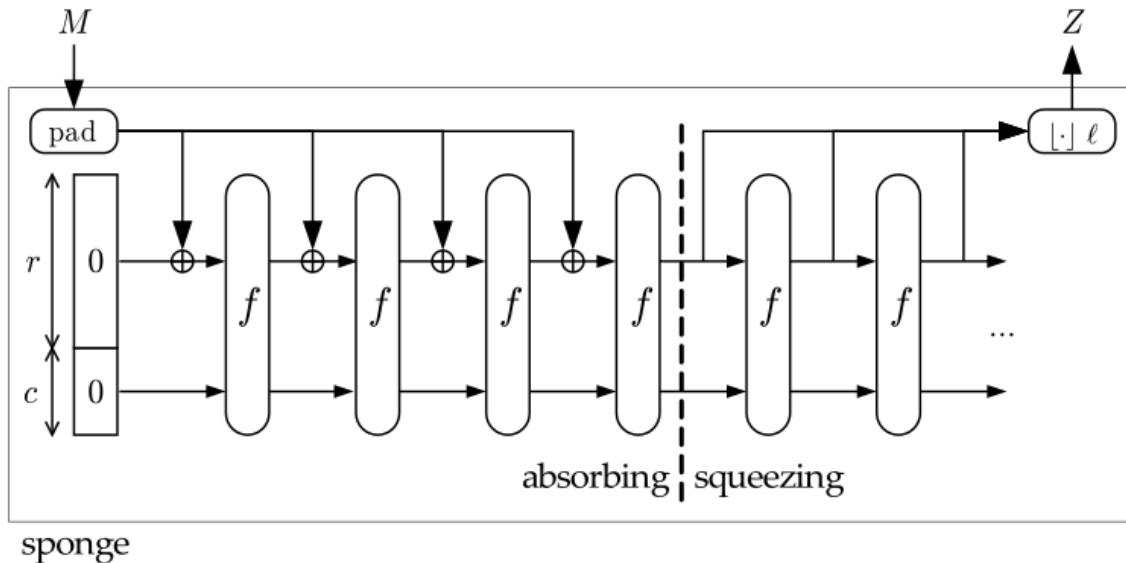 M Z
pad ⌊·⌋ ℓ
r 0
f f f f f f
...
c 0
absorbing squeezing
sponge